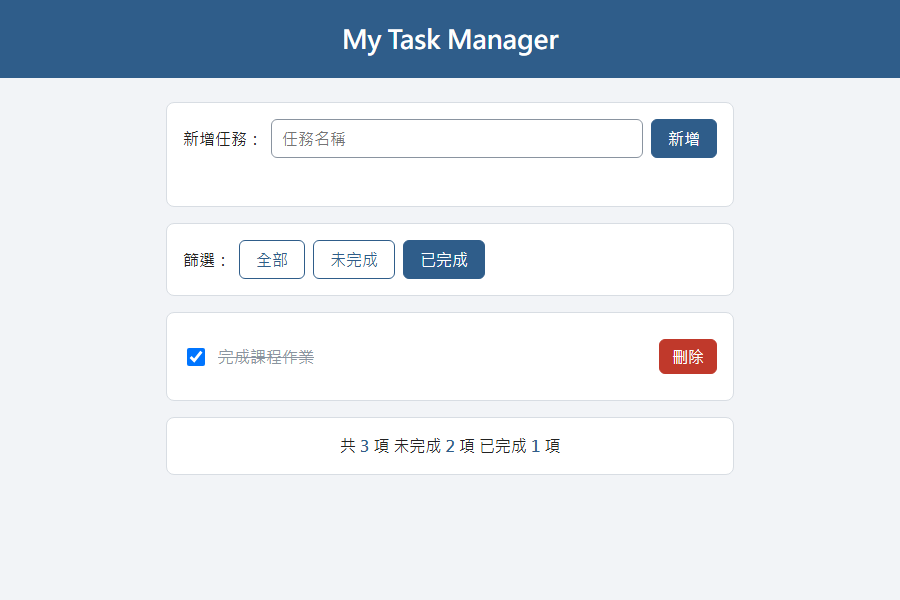 My Task Manager
新增任務： 任務名稱 新增
篩選： 全部 未完成 已完成
完成課程作業 刪除
共 3 項 未完成 2 項 已完成 1 項